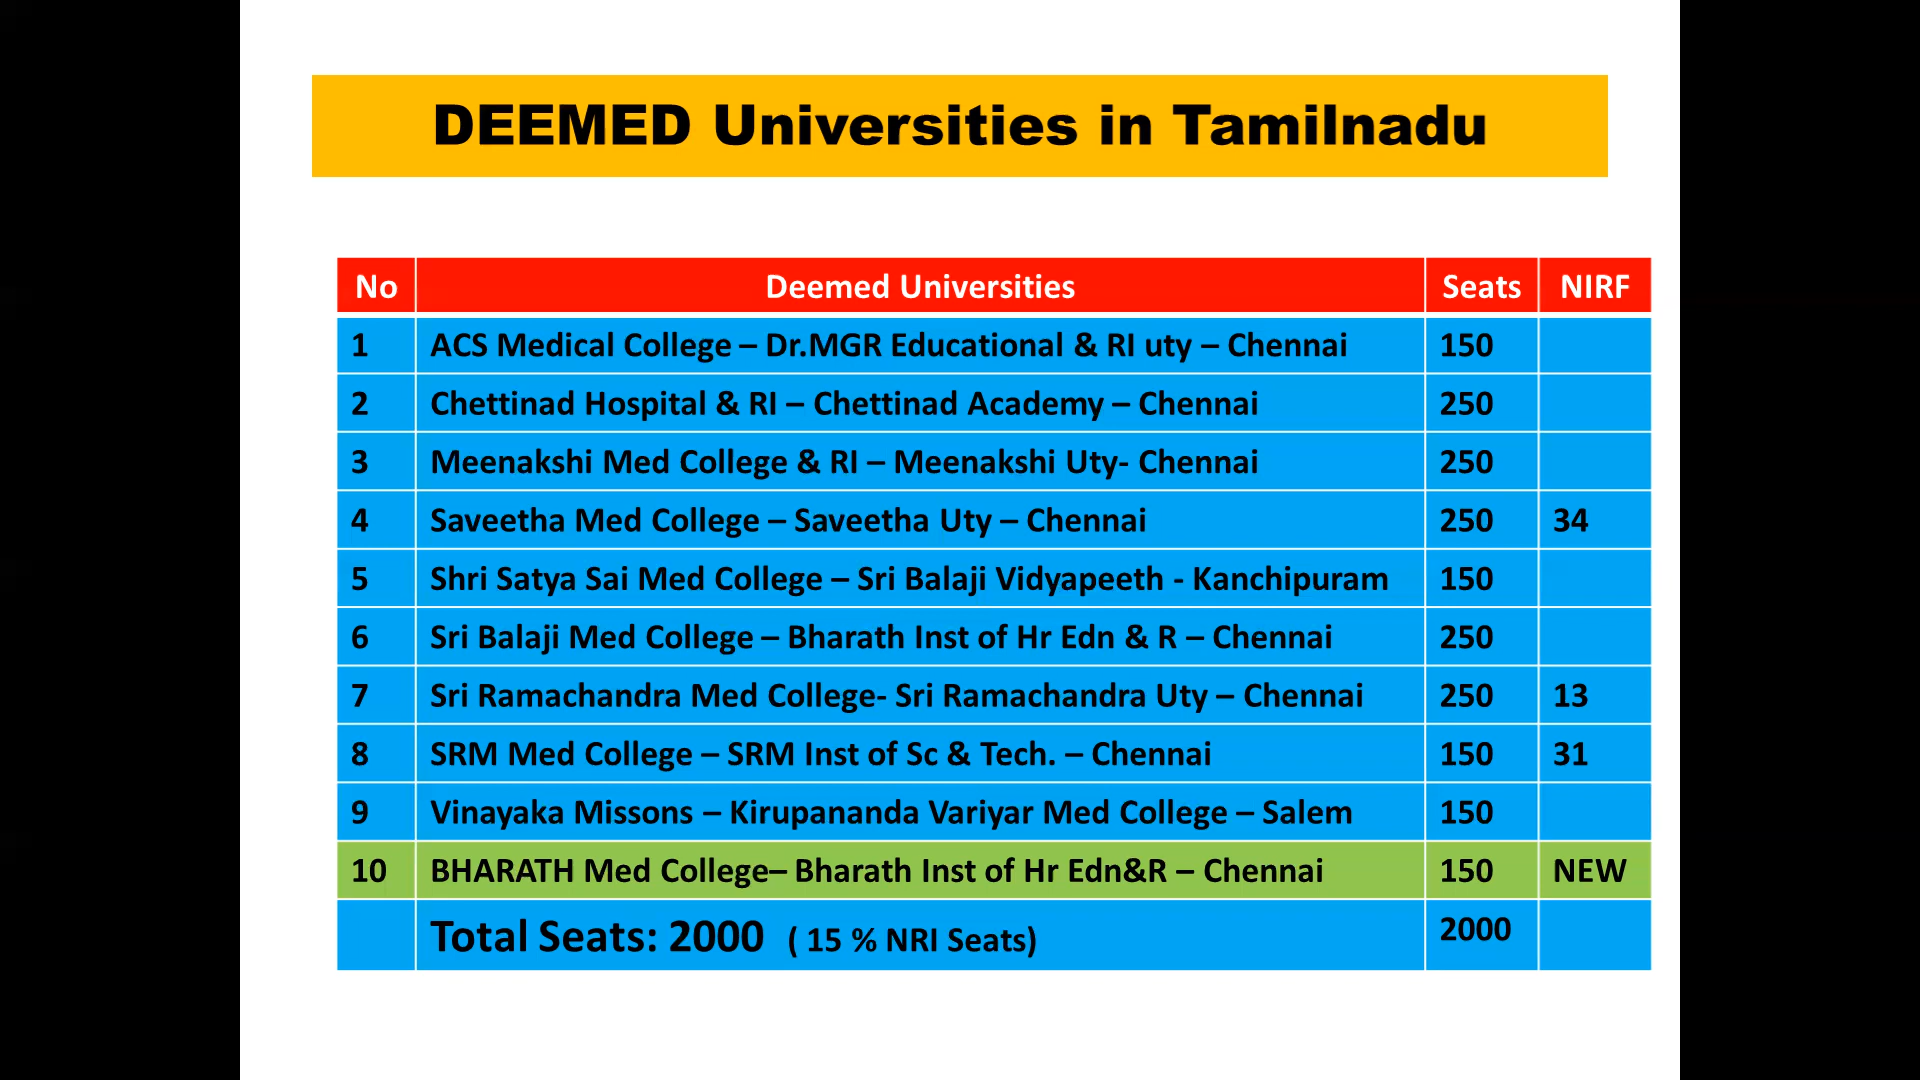 DEEMED Universities in Tamilnadu
No Deemed Universities Seats NIRF
1 ACS Medical College – Dr.MGR Educational & RI uty – Chennai 150
2 Chettinad Hospital & RI – Chettinad Academy – Chennai 250
3 Meenakshi Med College & RI – Meenakshi Uty- Chennai 250
4 Saveetha Med College – Saveetha Uty – Chennai 250 34
5 Shri Satya Sai Med College – Sri Balaji Vidyapeeth - Kanchipuram 150
6 Sri Balaji Med College – Bharath Inst of Hr Edn & R – Chennai 250
7 Sri Ramachandra Med College- Sri Ramachandra Uty – Chennai 250 13
8 SRM Med College – SRM Inst of Sc & Tech. – Chennai 150 31
9 Vinayaka Missons – Kirupananda Variyar Med College – Salem 150
10 BHARATH Med College– Bharath Inst of Hr Edn&R – Chennai 150 NEW
Total Seats: 2000 ( 15 % NRI Seats) 2000